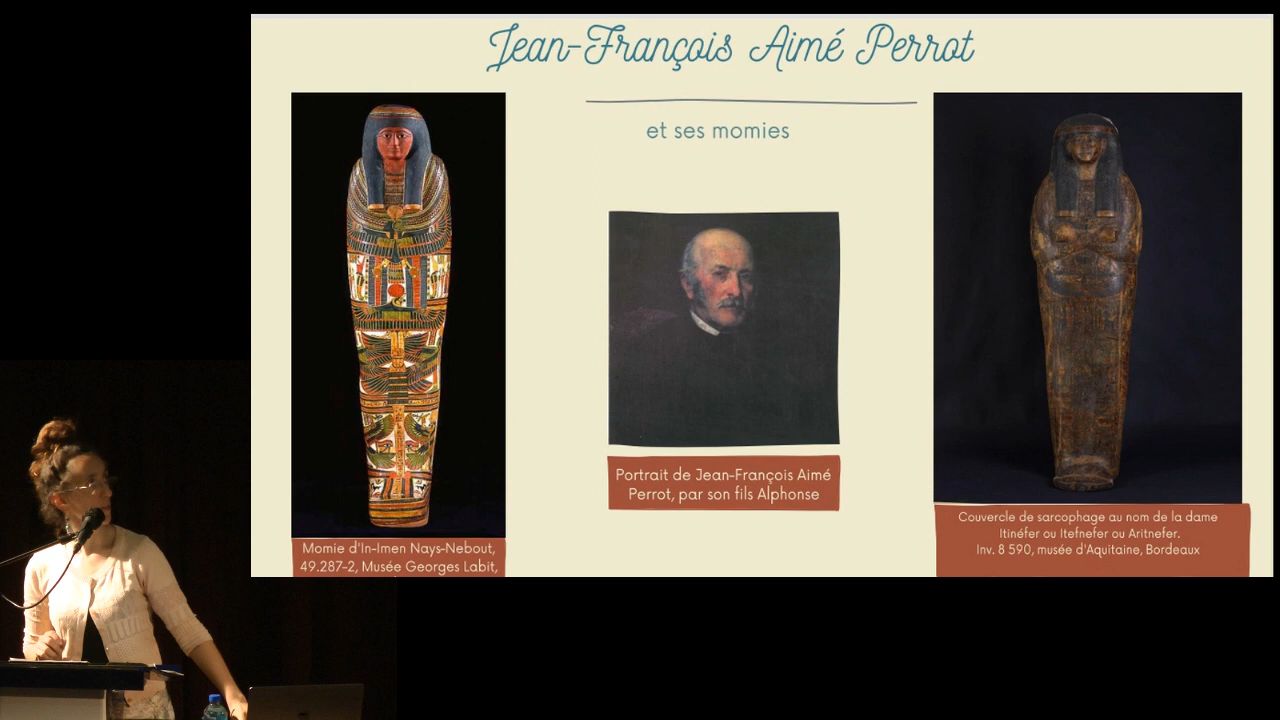 Jean-François Aimé Perrot
et ses momies
Portrait de Jean-François Aimé
Perrot, par son fils Alphonse
Momie d'In-Imen Nays-Nebout,
49.287-2, Musée Georges Labit,
Couvercle de sarcophage au nom de la dame
Itinéfer ou Itefnefer ou Aritnefer.
Inv. 8 590, musée d'Aquitaine, Bordeaux